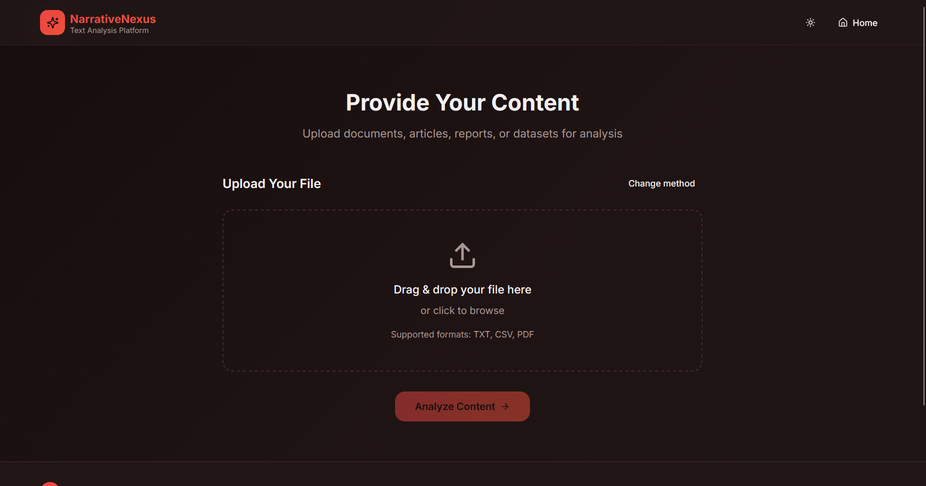 NarrativeNexus
Text Analysis Platform
Home
Provide Your Content
Upload documents, articles, reports, or datasets for analysis
Upload Your File
Change method
Drag & drop your file here
or click to browse
Supported formats: TXT, CSV, PDF
Analyze Content →